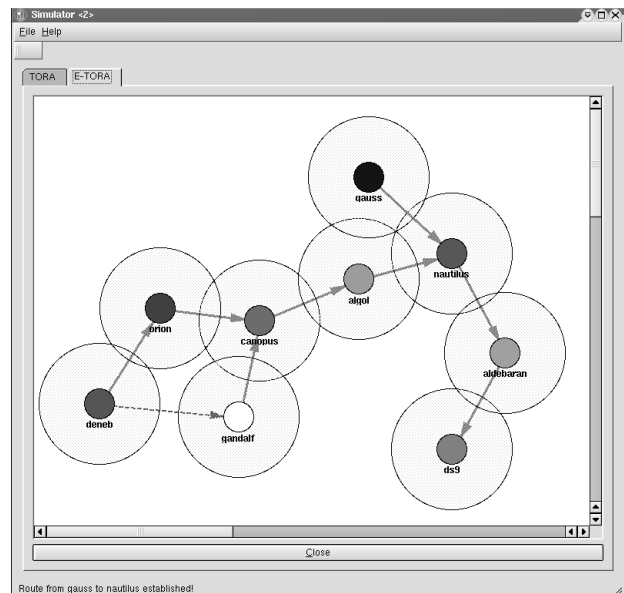 Simulator <2>
File Help
TORA
E-TORA
gauss
nautilus
algol
orion
canopus
aldebaran
deneb
gandalf
ds9
Close
Route from gauss to nautilus established!